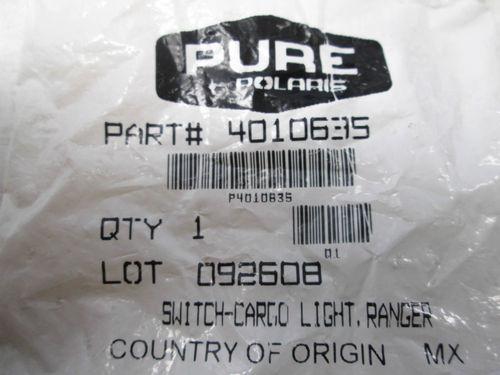 PURE
POLARIS
PART# 4010635
P4010635
QTY 1
01
LOT 092608
SWITCH-CARGO LIGHT, RANGER
COUNTRY OF ORIGIN MX